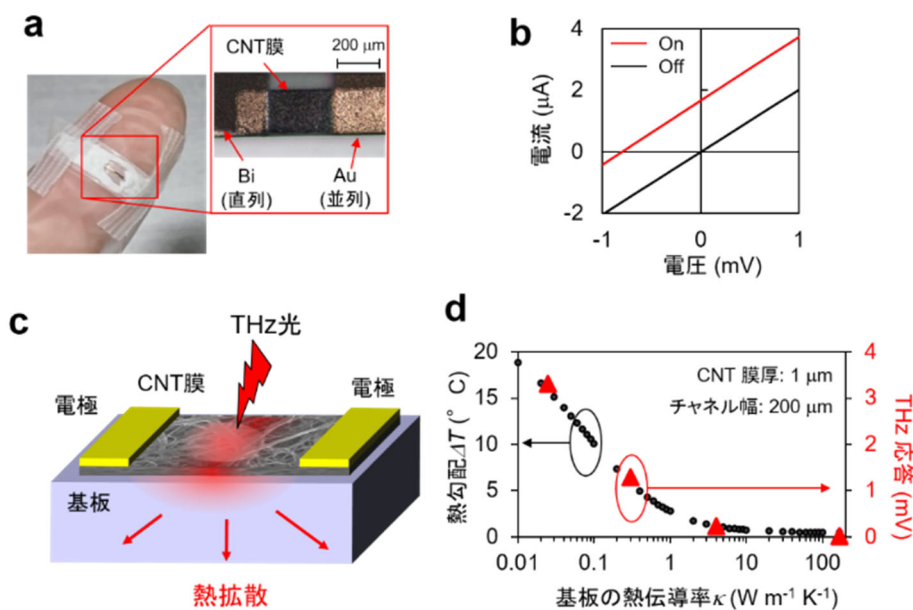 a
CNT膜
200 μm
Bi
(直列)
Au
(並列)
b
4
2
0
-2
電流 (μA)
On
Off
-1
0
1
電圧 (mV)
c
THz光
CNT膜
電極
電極
基板
熱拡散
d
20
15
10
5
0
熱勾配ΔT (° C)
CNT 膜厚: 1 μm
チャネル幅: 200 μm
4
3
2
1
0
THz 応答
(mV)
0.01
0.1
1
10
100
基板の熱伝導率κ (W m⁻¹ K⁻¹)